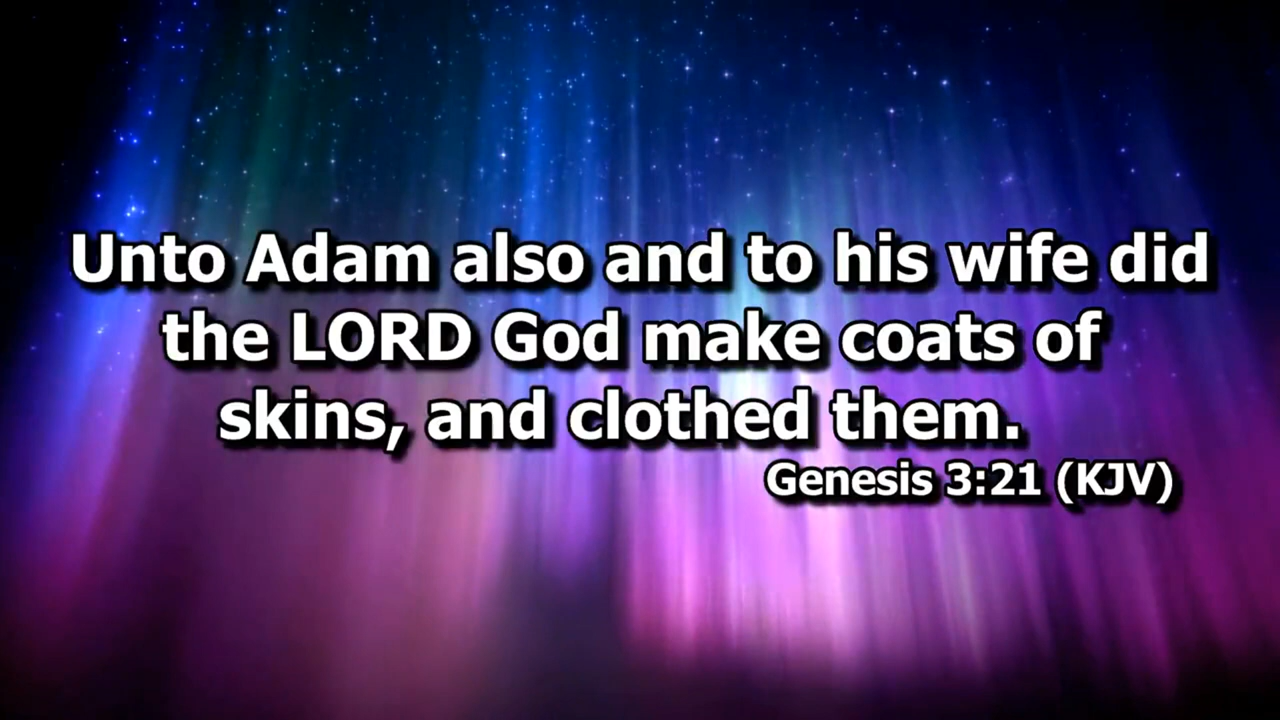 Unto Adam also and to his wife did
the LORD God make coats of
skins, and clothed them.
Genesis 3:21 (KJV)